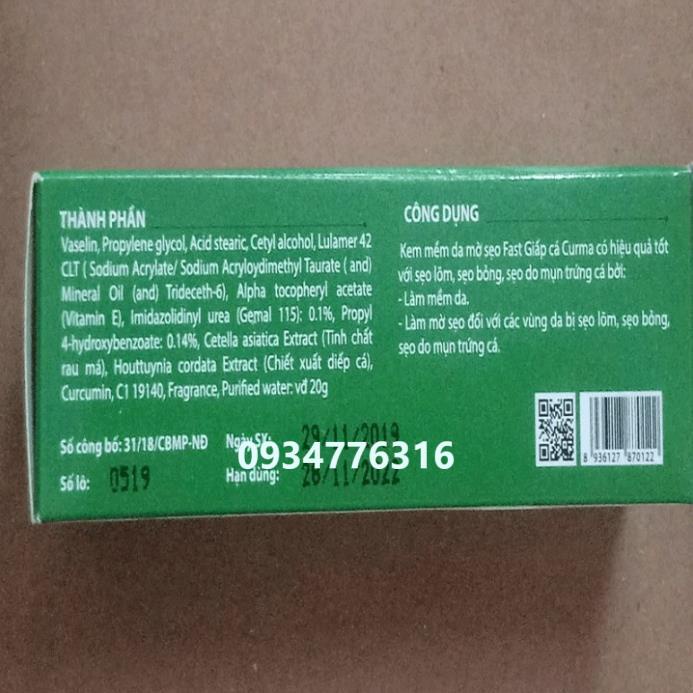 THÀNH PHẦN
Vaselin, Propylene glycol, Acid stearic, Cetyl alcohol, Lulamer 42
CLT ( Sodium Acrylate/ Sodium Acryloydimethyl Taurate ( and)
Mineral Oil (and) Trideceth-6), Alpha tocopheryl acetate
(Vitamin E), Imidazolidinyl urea (Gemal 115): 0.1%, Propyl
4-hydroxybenzoate: 0.14%, Cetella asiatica Extract (Tinh chất
rau má), Houttuynia cordata Extract (Chiết xuất diếp cá),
Curcumin, C1 19140, Fragrance, Purified water: vđ 20g
Số công bố: 31/18/CBMP-NĐ
Số lô: 0519
Ngày SX: 29/11/2019
Hạn dùng: 28/11/2022
0934776316
CÔNG DỤNG
Kem mềm da mờ sẹo Fast Giấp cá Curma có hiệu quả tốt
với sẹo lõm, sẹo bỏng, sẹo do mụn trứng cá bởi:
- Làm mềm da.
- Làm mờ sẹo đối với các vùng da bị sẹo lõm, sẹo bỏng,
sẹo do mụn trứng cá.
8 936127 870122